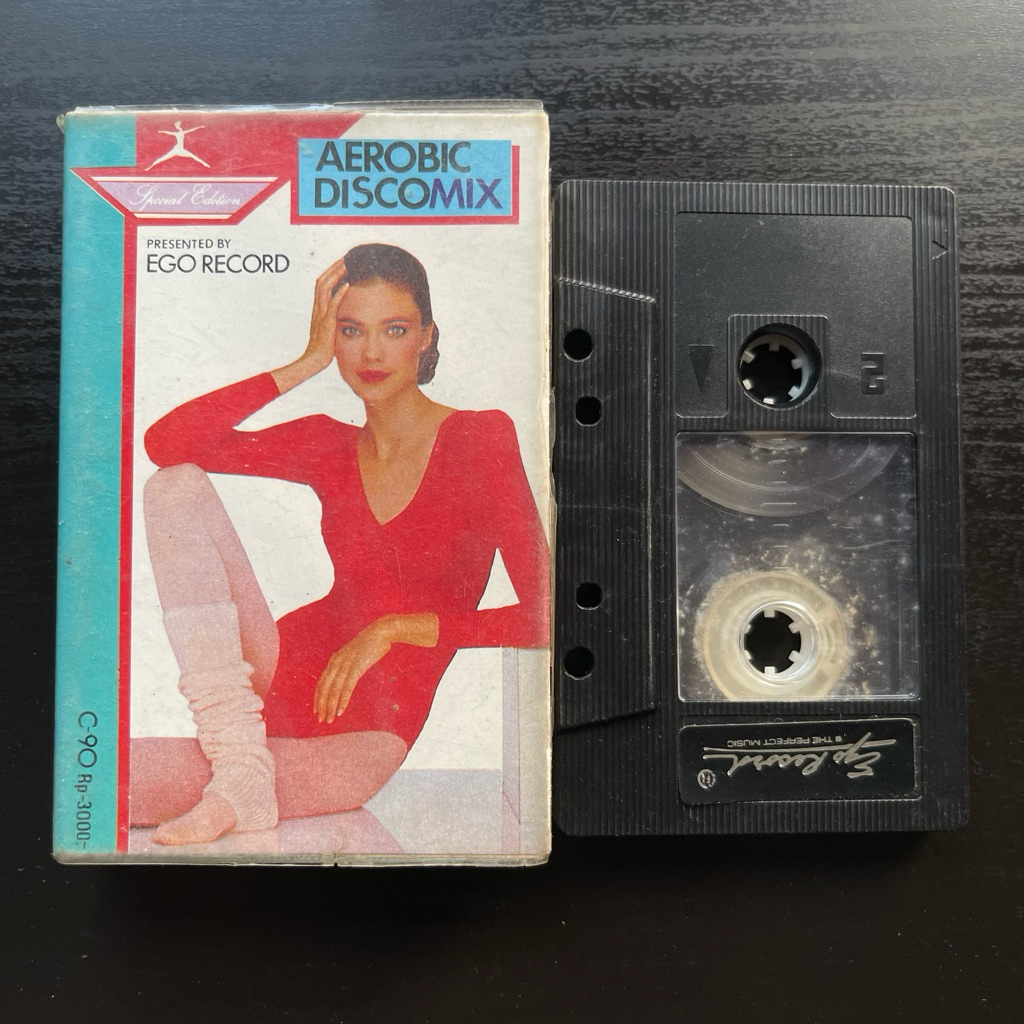 Special Edition
AEROBIC
DISCOMIX
PRESENTED BY
EGO RECORD
C-90 Rp-3000,-
2
Ego Record
THE PERFECT MUSIC